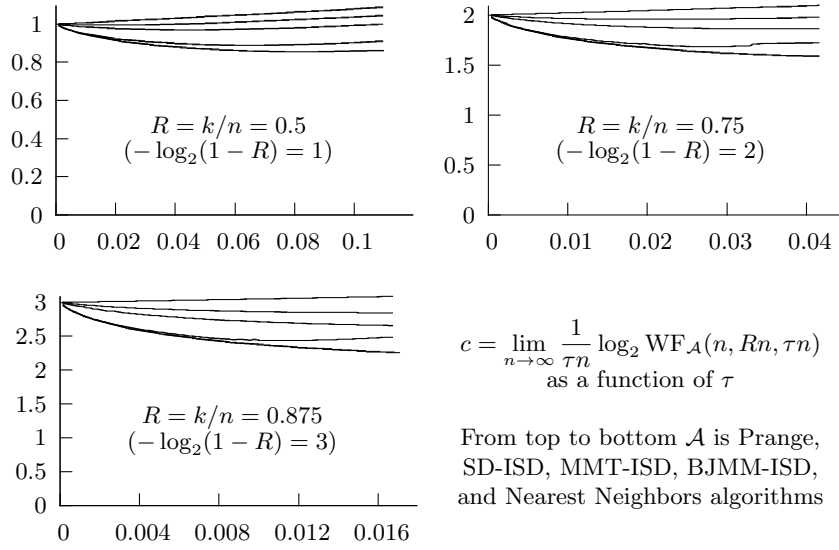 1
0.8
0.6
0.4
0.2
0
R = k/n = 0.5
(− log₂(1 − R) = 1)
0 0.02 0.04 0.06 0.08 0.1
2
1.5
1
0.5
0
R = k/n = 0.75
(− log₂(1 − R) = 2)
0 0.01 0.02 0.03 0.04
3
2.5
2
1.5
1
0.5
0
R = k/n = 0.875
(− log₂(1 − R) = 3)
0 0.004 0.008 0.012 0.016
c = lim n→∞ 1/τn log₂ WF𝒜(n, Rn, τn)
as a function of τ
From top to bottom 𝒜 is Prange,
SD-ISD, MMT-ISD, BJMM-ISD,
and Nearest Neighbors algorithms